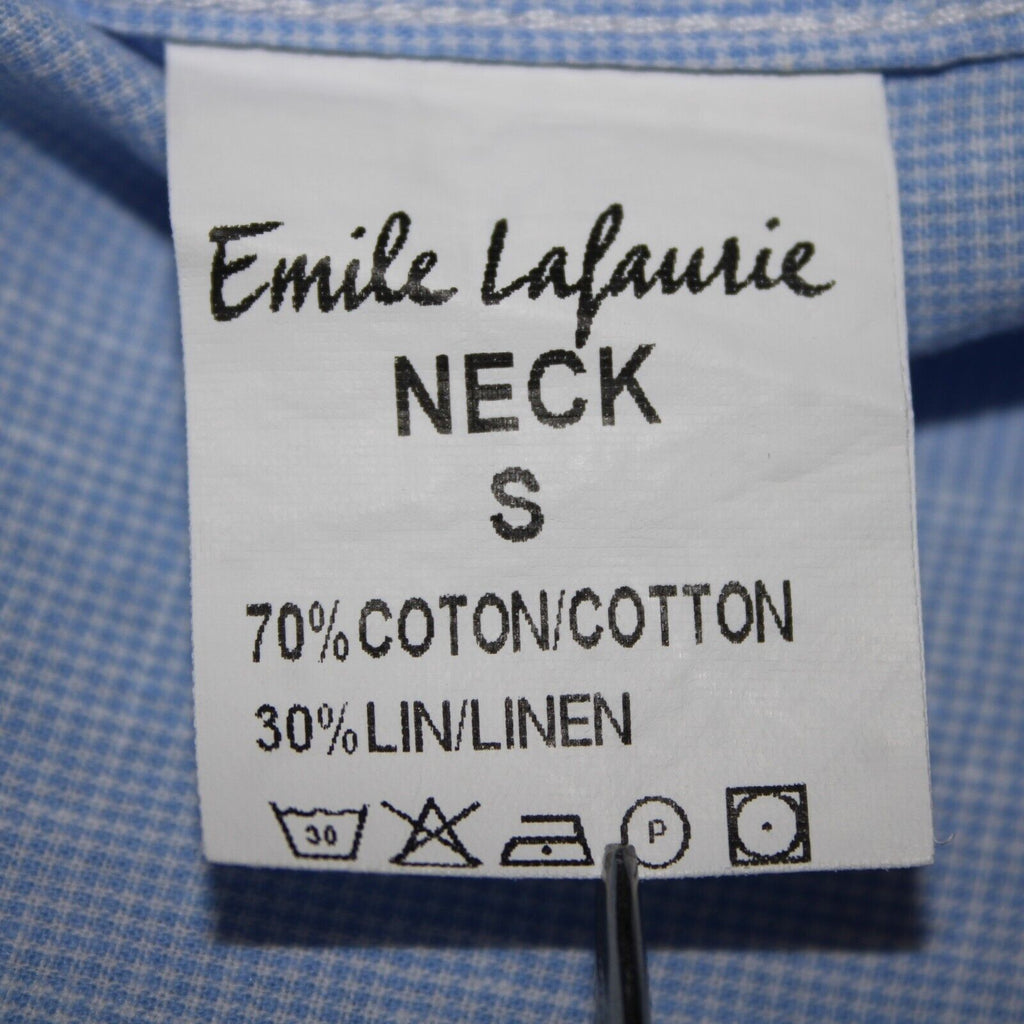 Emile Lafaurie
NECK
S
70% COTON/COTTON
30% LIN/LINEN
30 P